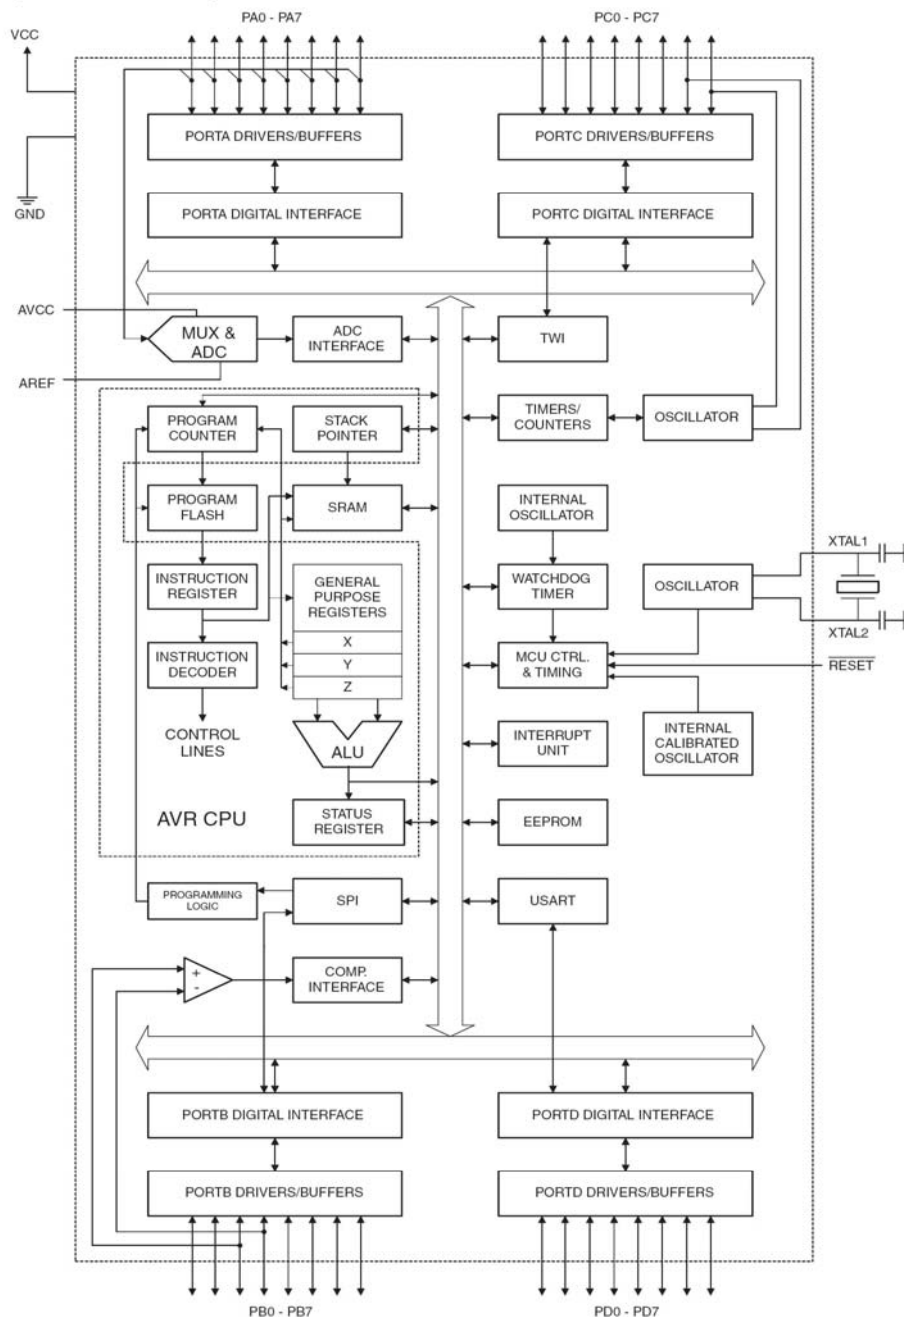 PA0 - PA7
PC0 - PC7
VCC
PORTA DRIVERS/BUFFERS
PORTC DRIVERS/BUFFERS
PORTA DIGITAL INTERFACE
PORTC DIGITAL INTERFACE
GND
AVCC
MUX &
ADC
ADC
INTERFACE
TWI
AREF
PROGRAM
COUNTER
STACK
POINTER
TIMERS/
COUNTERS
OSCILLATOR
PROGRAM
FLASH
SRAM
INTERNAL
OSCILLATOR
XTAL1
INSTRUCTION
REGISTER
GENERAL
PURPOSE
REGISTERS
WATCHDOG
TIMER
OSCILLATOR
XTAL2
X
INSTRUCTION
DECODER
Y
MCU CTRL.
& TIMING
RESET
Z
CONTROL
LINES
ALU
INTERRUPT
UNIT
INTERNAL
CALIBRATED
OSCILLATOR
AVR CPU
STATUS
REGISTER
EEPROM
PROGRAMMING
LOGIC
SPI
USART
+
-
COMP.
INTERFACE
PORTB DIGITAL INTERFACE
PORTD DIGITAL INTERFACE
PORTB DRIVERS/BUFFERS
PORTD DRIVERS/BUFFERS
PB0 - PB7
PD0 - PD7